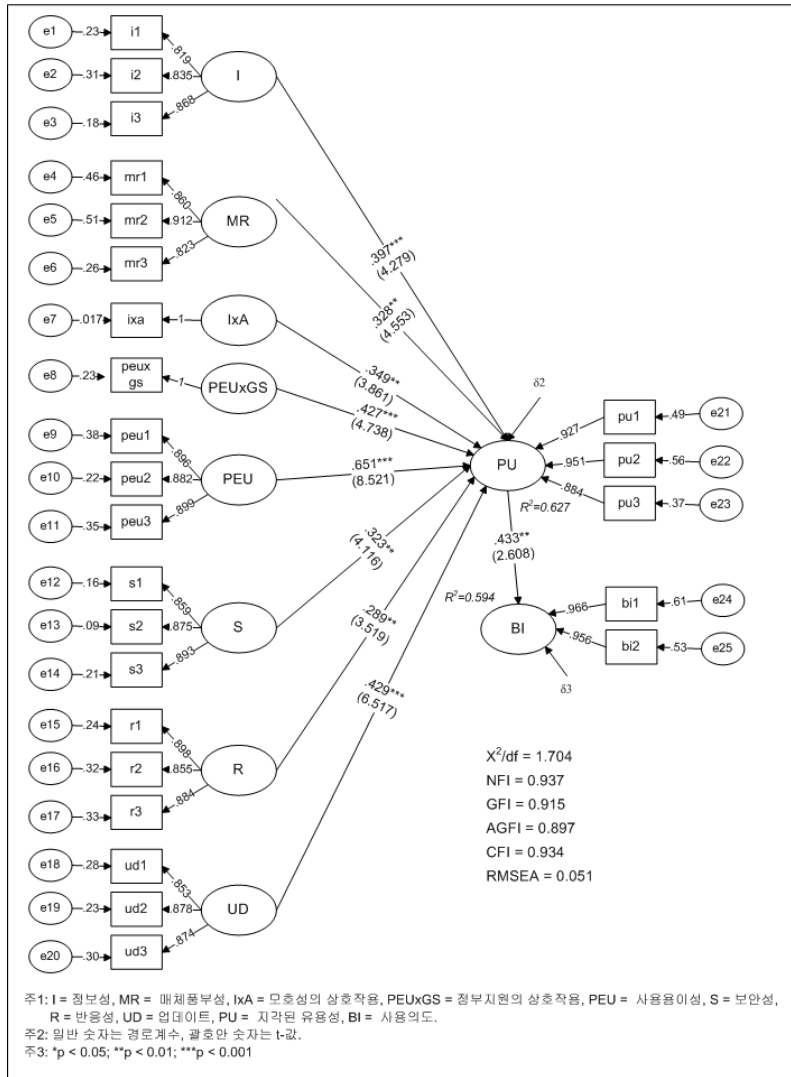 e1
.23
i1
.819
e2
.31
i2
.835
I
e3
.18
i3
.868
e4
.46
mr1
.860
e5
.51
mr2
.912
MR
e6
.26
mr3
.823
.397***
(4.279)
.328**
(4.553)
e7
.017
ixa
1
IxA
e8
.23
peux
gs
1
PEUxGS
.349**
(3.861)
.427***
(4.738)
δ2
e9
.38
peu1
.896
e10
.22
peu2
.882
PEU
e11
.35
peu3
.899
.651***
(8.521)
PU
R²=0.627
.927
pu1
.49
e21
.951
pu2
.56
e22
.884
pu3
.37
e23
.433**
(2.608)
e12
.16
s1
.859
e13
.09
s2
.875
S
e14
.21
s3
.893
.323**
(4.116)
R²=0.594
BI
.966
bi1
.61
e24
.956
bi2
.53
e25
δ3
e15
.24
r1
.898
e16
.32
r2
.855
R
e17
.33
r3
.884
.289**
(3.519)
e18
.28
ud1
.853
e19
.23
ud2
.878
UD
e20
.30
ud3
.874
.429***
(6.517)
X²/df = 1.704
NFI = 0.937
GFI = 0.915
AGFI = 0.897
CFI = 0.934
RMSEA = 0.051
주1: I = 정보성, MR = 매체풍부성, IxA = 모호성의 상호작용, PEUxGS = 정부지원의 상호작용, PEU = 사용용이성, S = 보안성,
R = 반응성, UD = 업데이트, PU = 지각된 유용성, BI = 사용의도.
주2: 일반 숫자는 경로계수, 괄호안 숫자는 t-값.
주3: *p < 0.05; **p < 0.01; ***p < 0.001